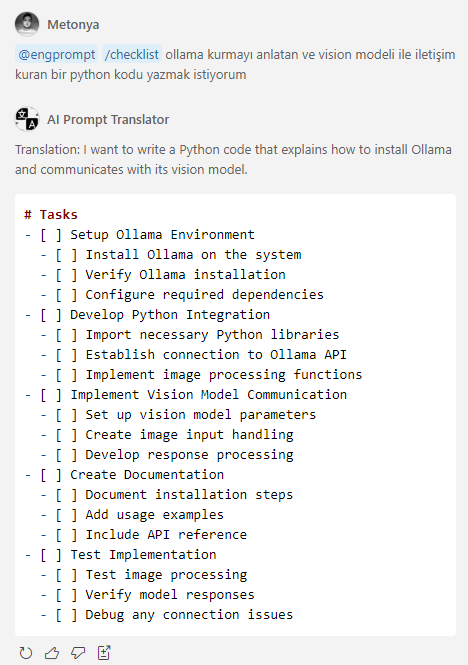 Metonya
@engprompt /checklist ollama kurmayı anlatan ve vision modeli ile iletişim
kuran bir python kodu yazmak istiyorum
AI Prompt Translator
Translation: I want to write a Python code that explains how to install Ollama
and communicates with its vision model.
# Tasks
- [ ] Setup Ollama Environment
  - [ ] Install Ollama on the system
  - [ ] Verify Ollama installation
  - [ ] Configure required dependencies
- [ ] Develop Python Integration
  - [ ] Import necessary Python libraries
  - [ ] Establish connection to Ollama API
  - [ ] Implement image processing functions
- [ ] Implement Vision Model Communication
  - [ ] Set up vision model parameters
  - [ ] Create image input handling
  - [ ] Develop response processing
- [ ] Create Documentation
  - [ ] Document installation steps
  - [ ] Add usage examples
  - [ ] Include API reference
- [ ] Test Implementation
  - [ ] Test image processing
  - [ ] Verify model responses
  - [ ] Debug any connection issues